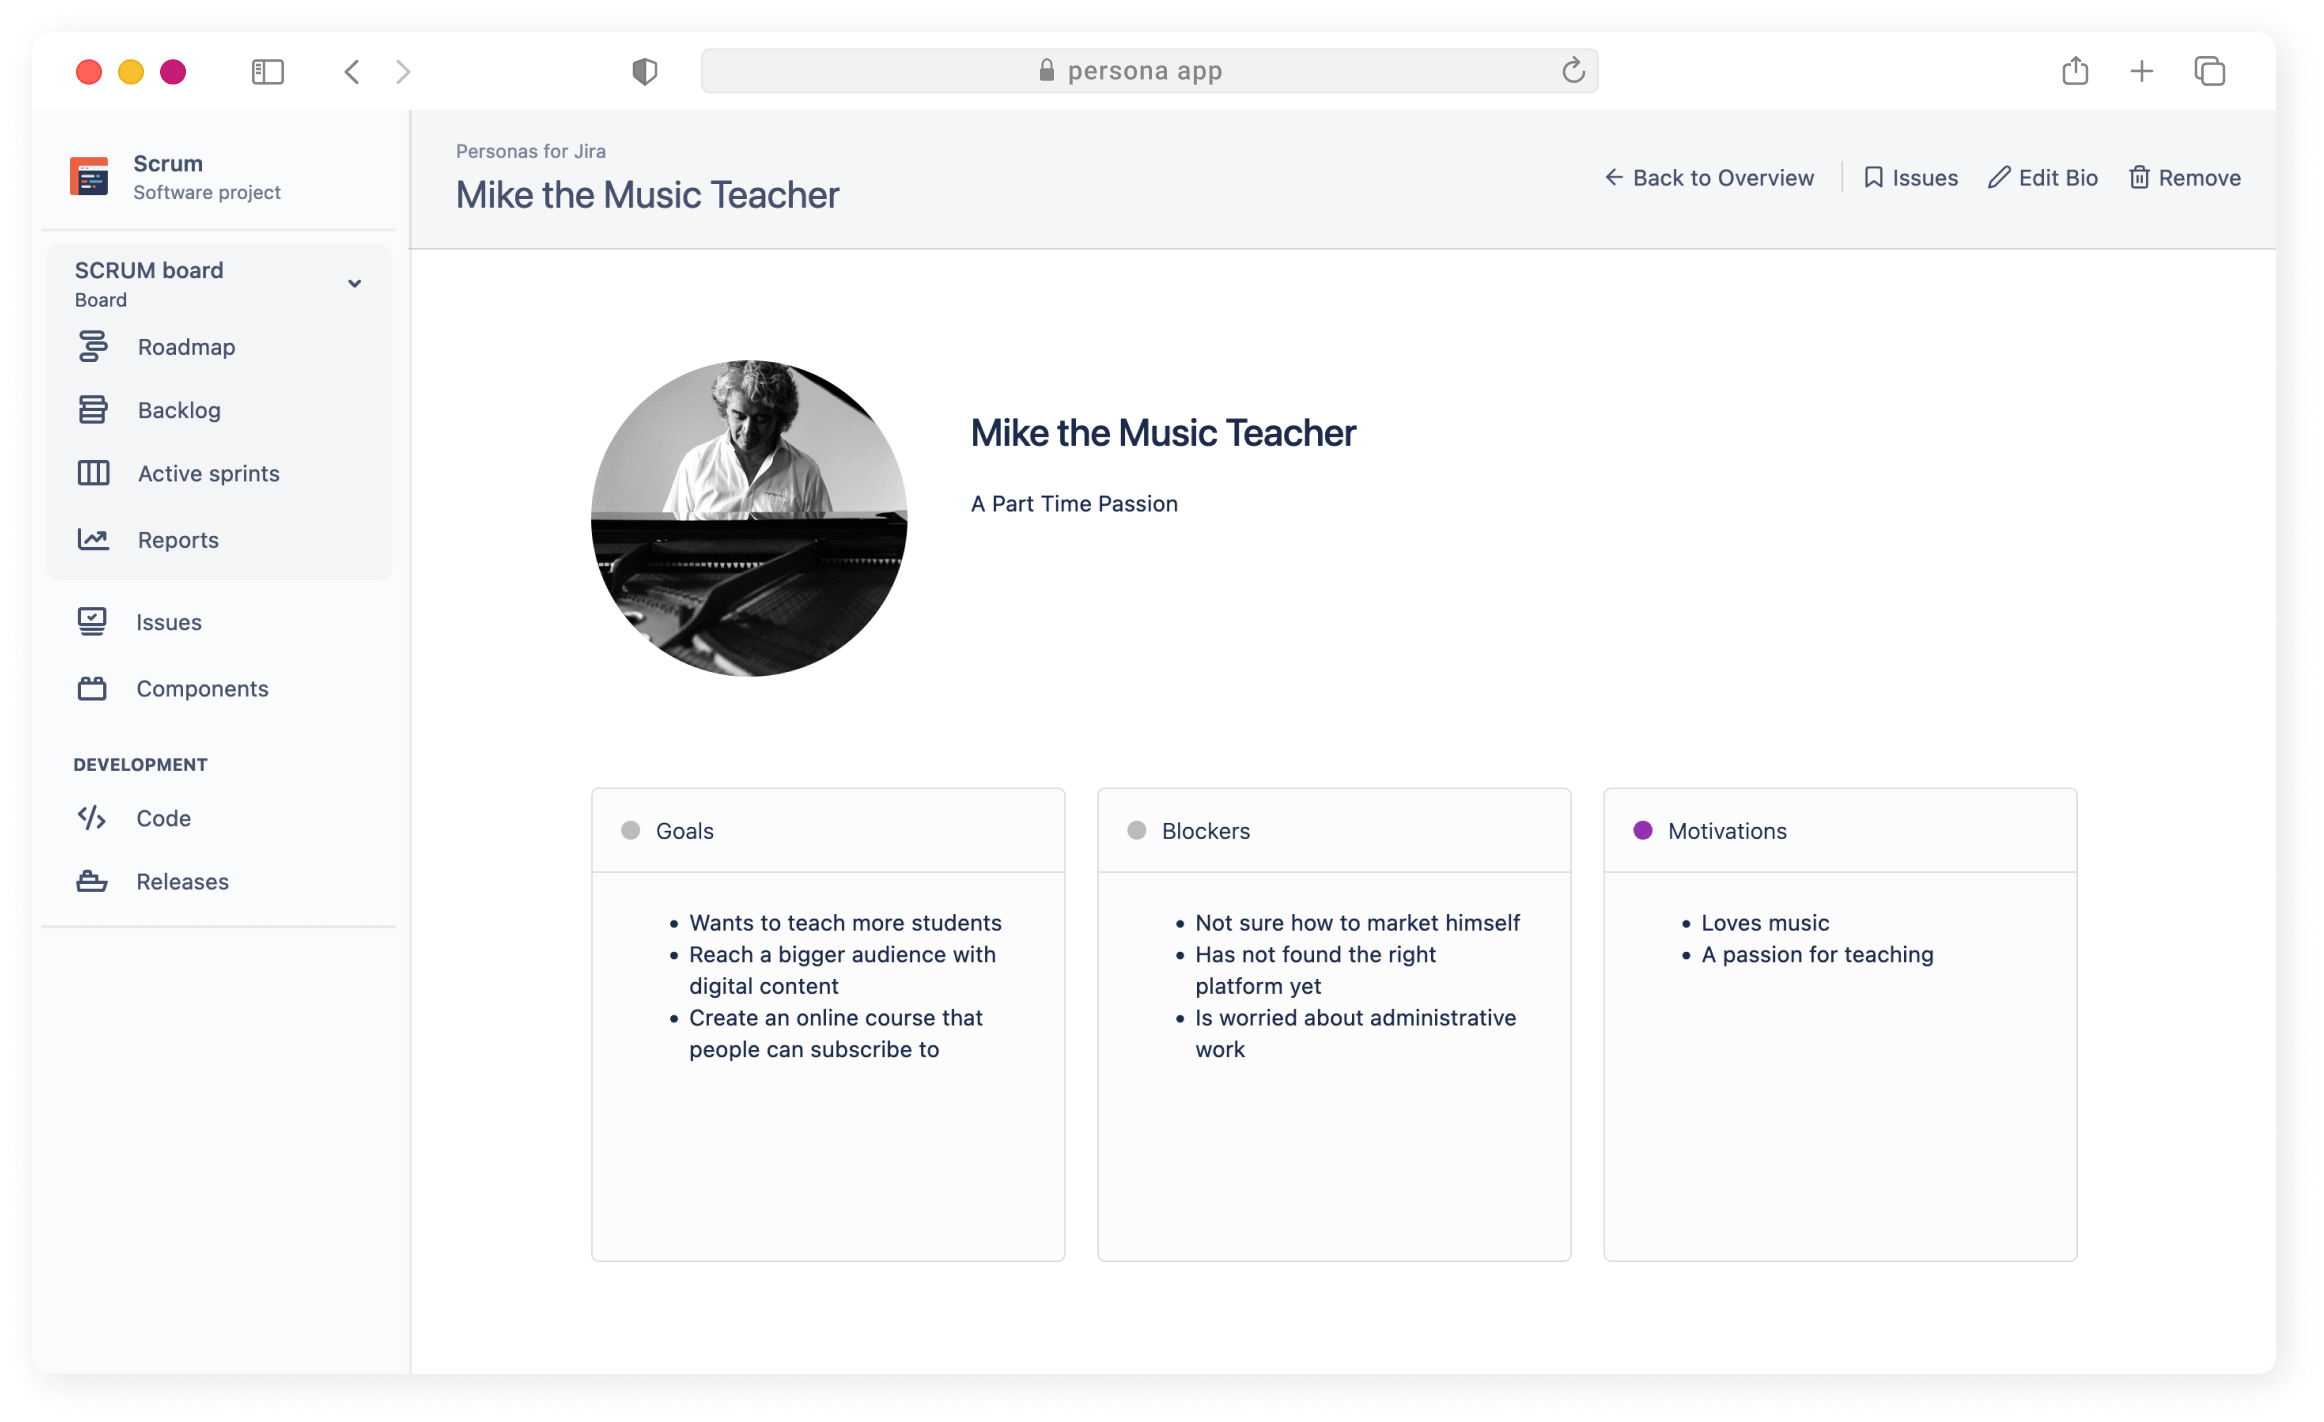 persona app
Scrum
Software project
SCRUM board
Board
Roadmap
Backlog
Active sprints
Reports
Issues
Components
DEVELOPMENT
Code
Releases
Personas for Jira
Mike the Music Teacher
Back to Overview
Issues
Edit Bio
Remove
Mike the Music Teacher
A Part Time Passion
Goals
• Wants to teach more students
• Reach a bigger audience with
digital content
• Create an online course that
people can subscribe to
Blockers
• Not sure how to market himself
• Has not found the right
platform yet
• Is worried about administrative
work
Motivations
• Loves music
• A passion for teaching